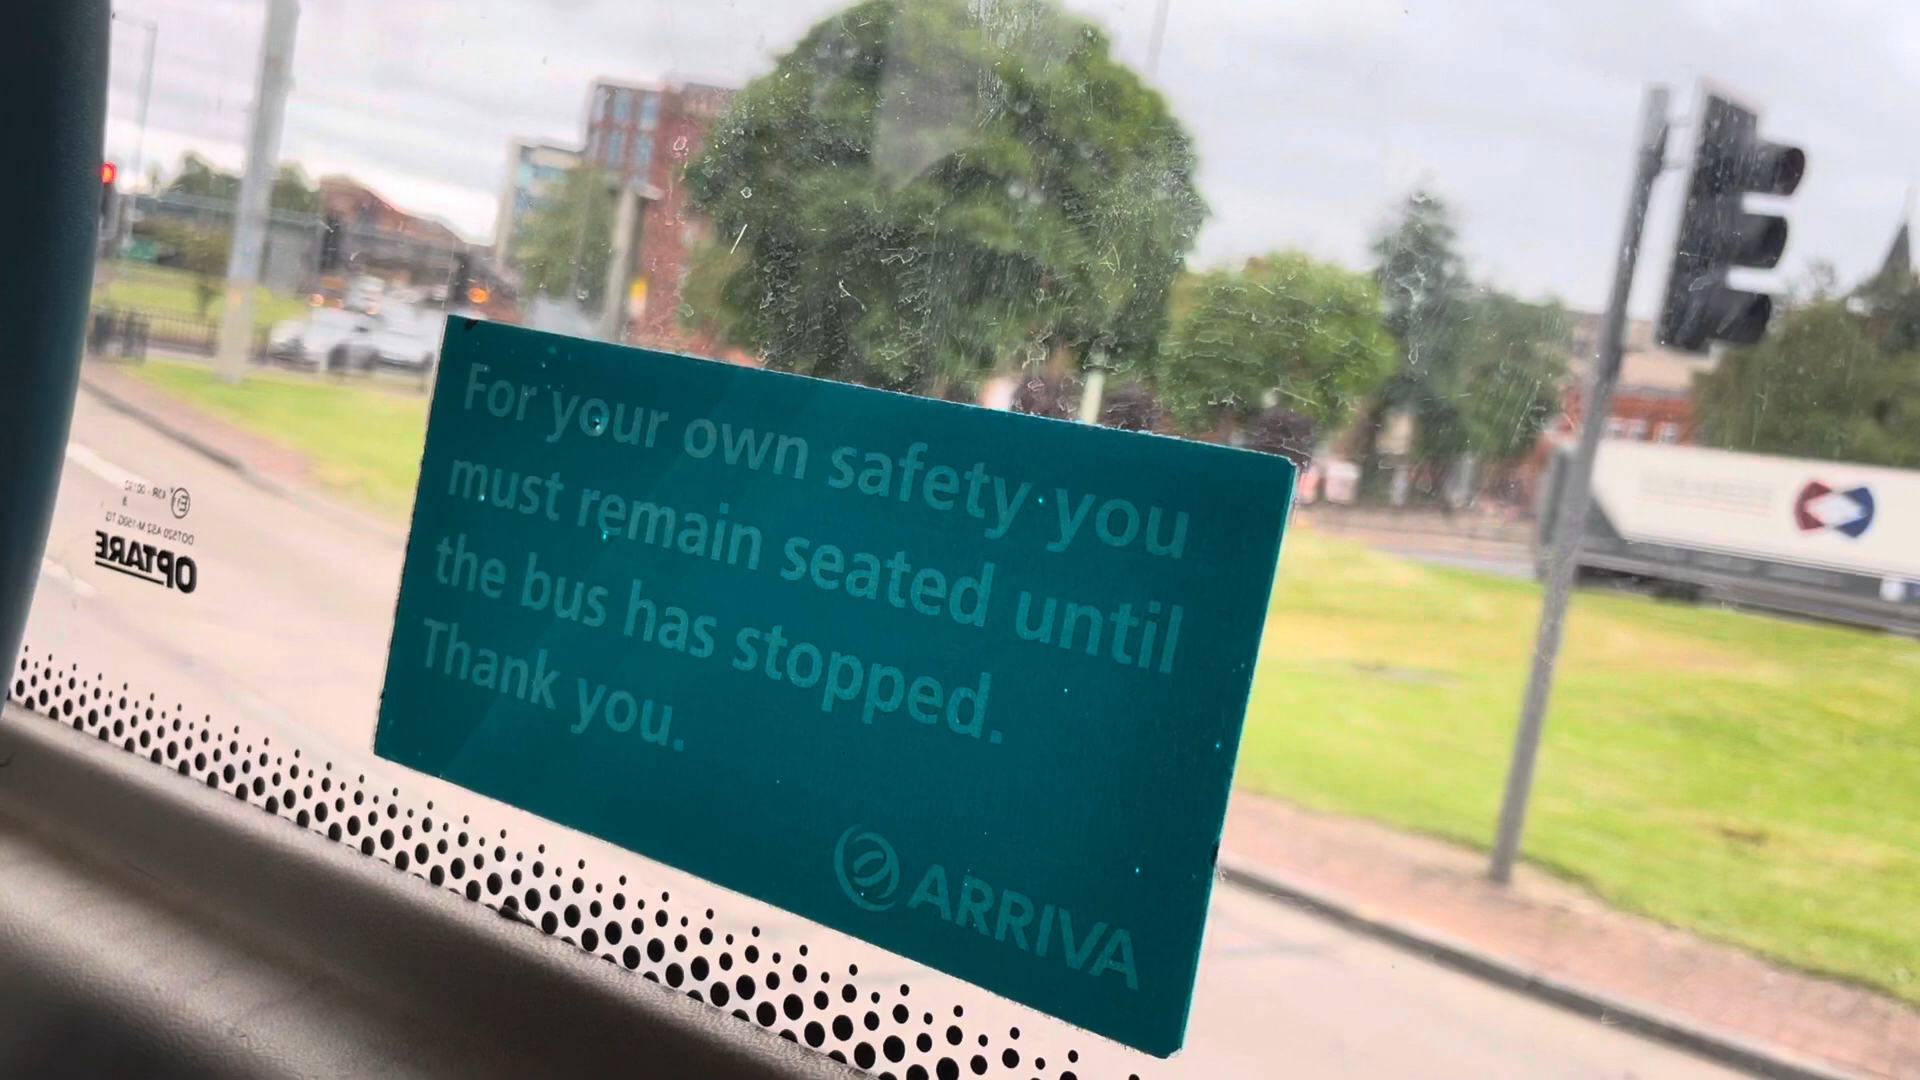 For your own safety you
must remain seated until
the bus has stopped.
Thank you.
ARRIVA
OPTARE